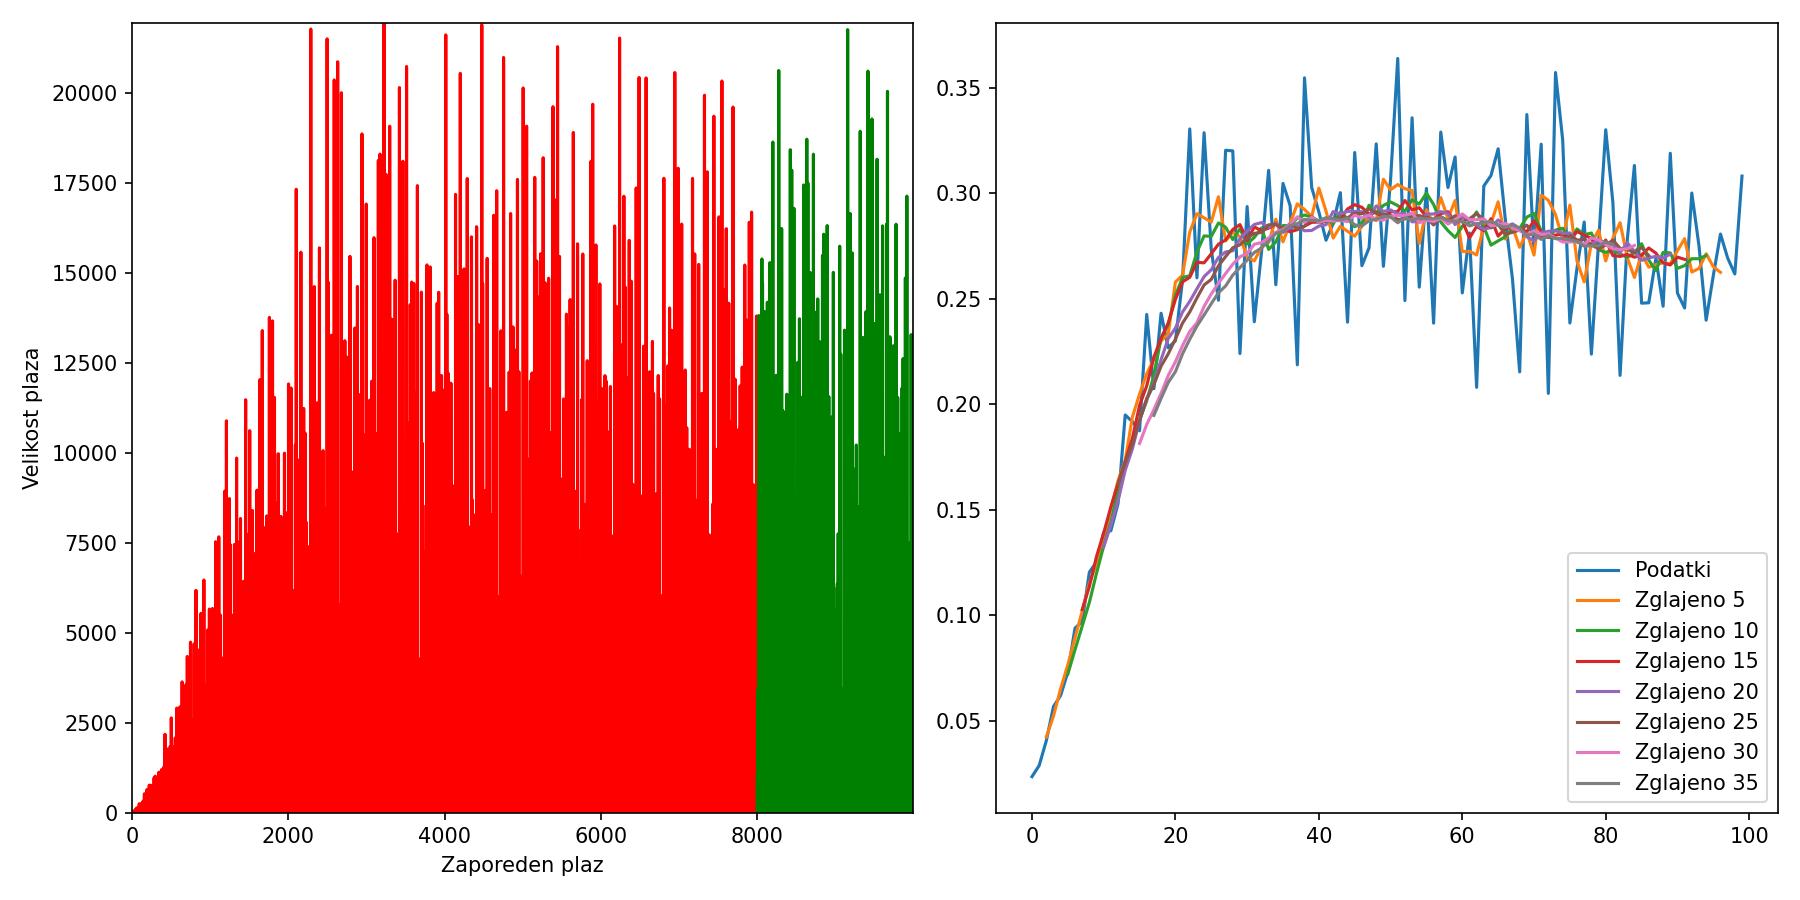 20000
17500
15000
12500
10000
7500
5000
2500
0
Velikost plaza
0 2000 4000 6000 8000
Zaporeden plaz
0.35
0.30
0.25
0.20
0.15
0.10
0.05
0 20 40 60 80 100
Podatki
Zglajeno 5
Zglajeno 10
Zglajeno 15
Zglajeno 20
Zglajeno 25
Zglajeno 30
Zglajeno 35